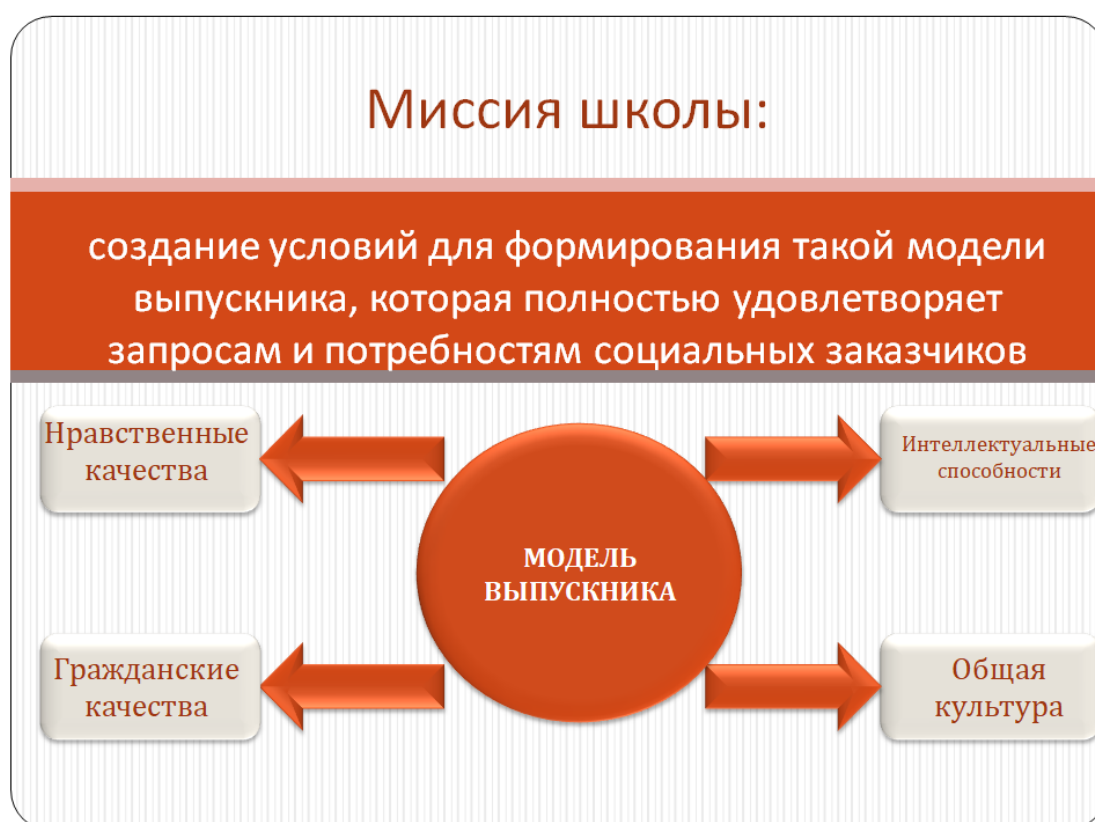 Миссия школы:
создание условий для формирования такой модели
выпускника, которая полностью удовлетворяет
запросам и потребностям социальных заказчиков
Нравственные
качества
Интеллектуальные
способности
МОДЕЛЬ
ВЫПУСКНИКА
Гражданские
качества
Общая
культура